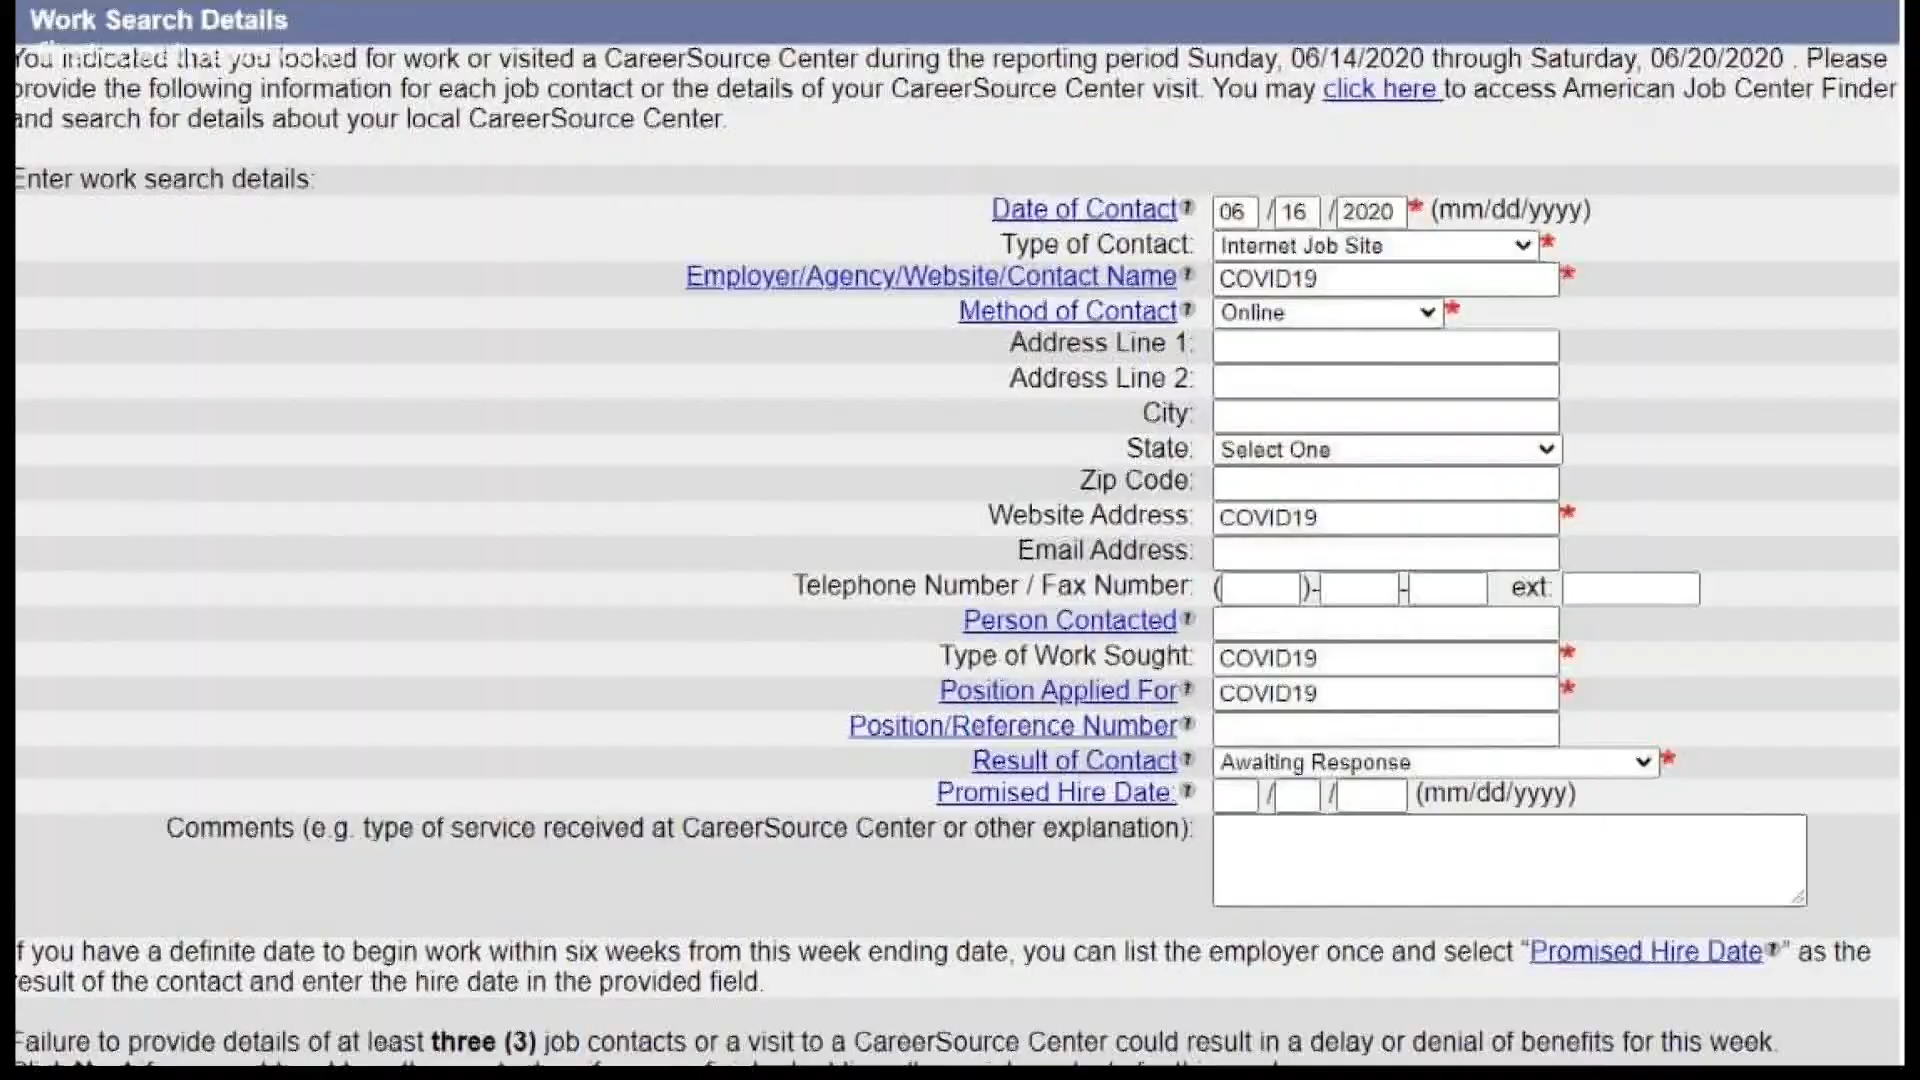 Work Search Details
You indicated that you looked for work or visited a CareerSource Center during the reporting period Sunday, 06/14/2020 through Saturday, 06/20/2020 . Please
provide the following information for each job contact or the details of your CareerSource Center visit. You may click here to access American Job Center Finder
and search for details about your local CareerSource Center.
Enter work search details:
Date of Contact ? 06 / 16 / 2020 * (mm/dd/yyyy)
Type of Contact: Internet Job Site *
Employer/Agency/Website/Contact Name ? COVID19 *
Method of Contact ? Online *
Address Line 1:
Address Line 2:
City:
State: Select One
Zip Code:
Website Address: COVID19 *
Email Address:
Telephone Number / Fax Number: ( )- - ext:
Person Contacted ?
Type of Work Sought: COVID19 *
Position Applied For ? COVID19 *
Position/Reference Number ?
Result of Contact ? Awaiting Response *
Promised Hire Date: ? / / (mm/dd/yyyy)
Comments (e.g. type of service received at CareerSource Center or other explanation):
If you have a definite date to begin work within six weeks from this week ending date, you can list the employer once and select “Promised Hire Date ?” as the
result of the contact and enter the hire date in the provided field.
Failure to provide details of at least three (3) job contacts or a visit to a CareerSource Center could result in a delay or denial of benefits for this week.